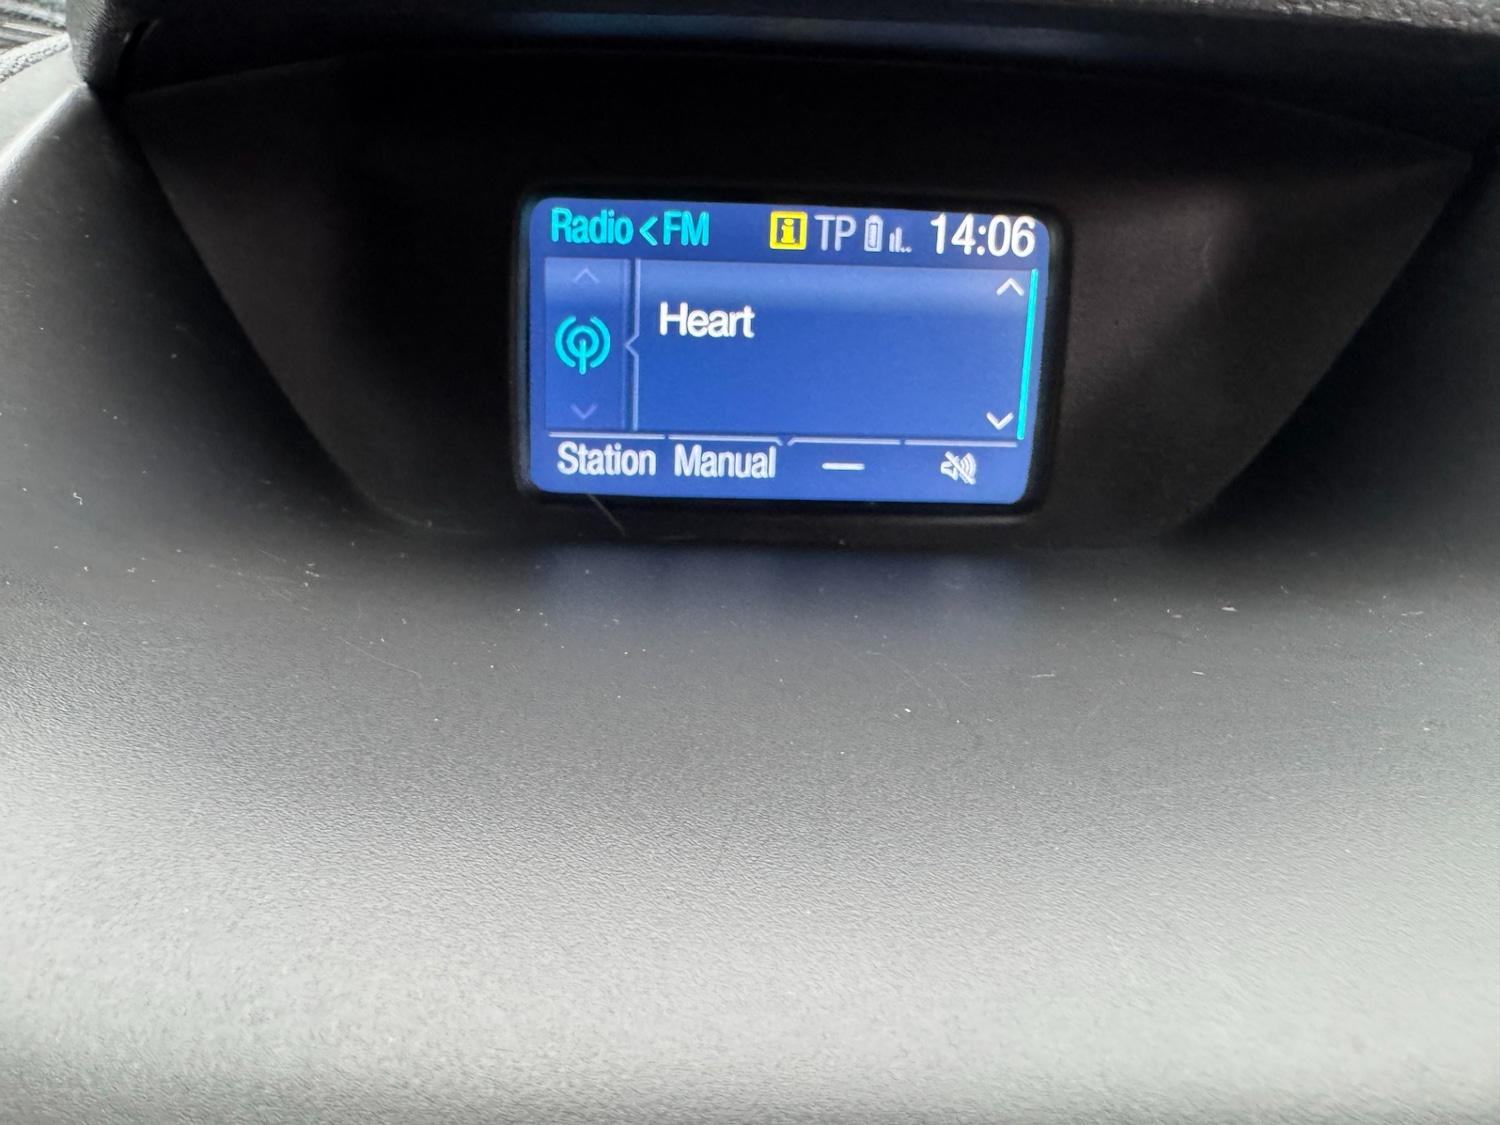 Radio < FM i TP 14:06
Heart
Station Manual —